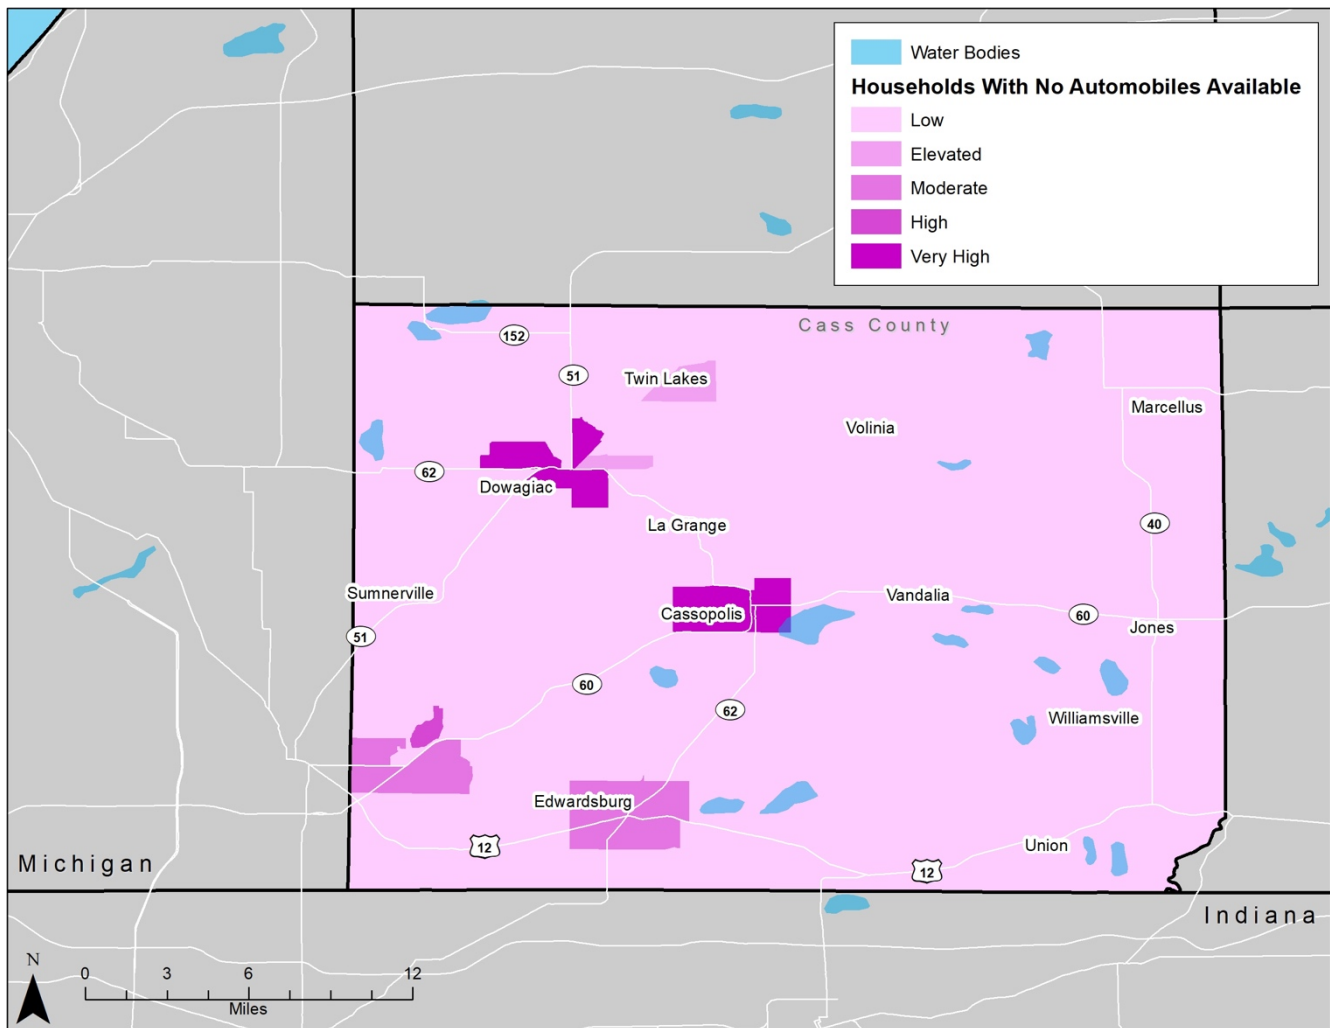 Water Bodies
Households With No Automobiles Available
Low
Elevated
Moderate
High
Very High
Cass County
152
51
Twin Lakes
Marcellus
Volinia
62
Dowagiac
La Grange
40
Sumnerville
Vandalia
Cassopolis
60
Jones
51
60
62
Williamsville
Edwardsburg
12
Union
12
Michigan
Indiana
N
0 3 6 12
Miles